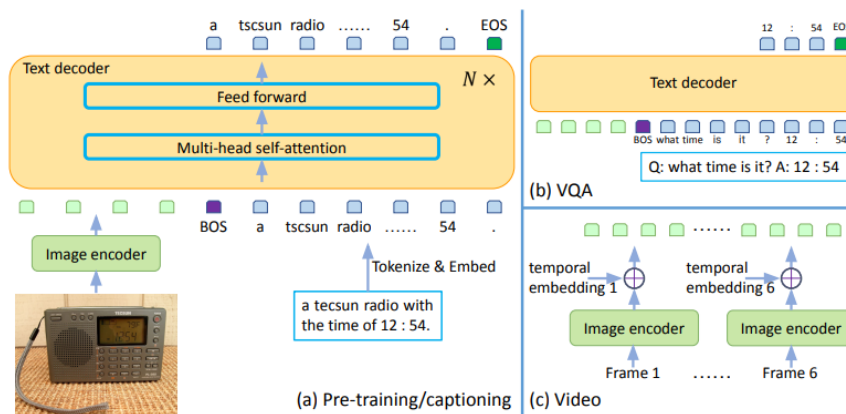 a tscsun radio ...... 54 . EOS
Text decoder
N ×
Feed forward
Multi-head self-attention
BOS a tscsun radio ...... 54 .
Image encoder
Tokenize & Embed
a tecsun radio with
the time of 12 : 54.
TECSUN
(a) Pre-training/captioning
12 : 54 EO
Text decoder
BOS what time is it ? 12 : 54
Q: what time is it? A: 12 : 54
(b) VQA
......
temporal
embedding 1
temporal
embedding 6
Image encoder
Image encoder
Frame 1 ...... Frame 6
(c) Video